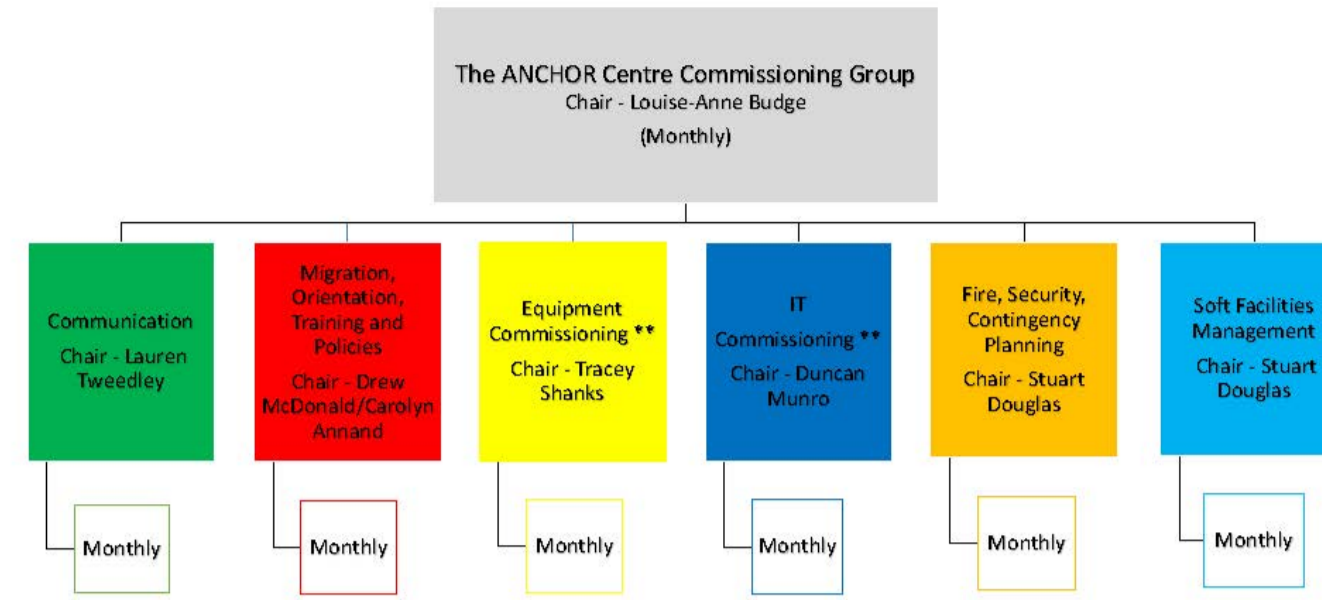 The ANCHOR Centre Commissioning Group
Chair - Louise-Anne Budge
(Monthly)
Communication
Chair - Lauren
Tweedley
Migration,
Orientation,
Training and
Policies
Chair - Drew
McDonald/Carolyn
Annand
Equipment
Commissioning **
Chair - Tracey
Shanks
IT
Commissioning **
Chair - Duncan
Munro
Fire, Security,
Contingency
Planning
Chair - Stuart
Douglas
Soft Facilities
Management
Chair - Stuart
Douglas
Monthly
Monthly
Monthly
Monthly
Monthly
Monthly